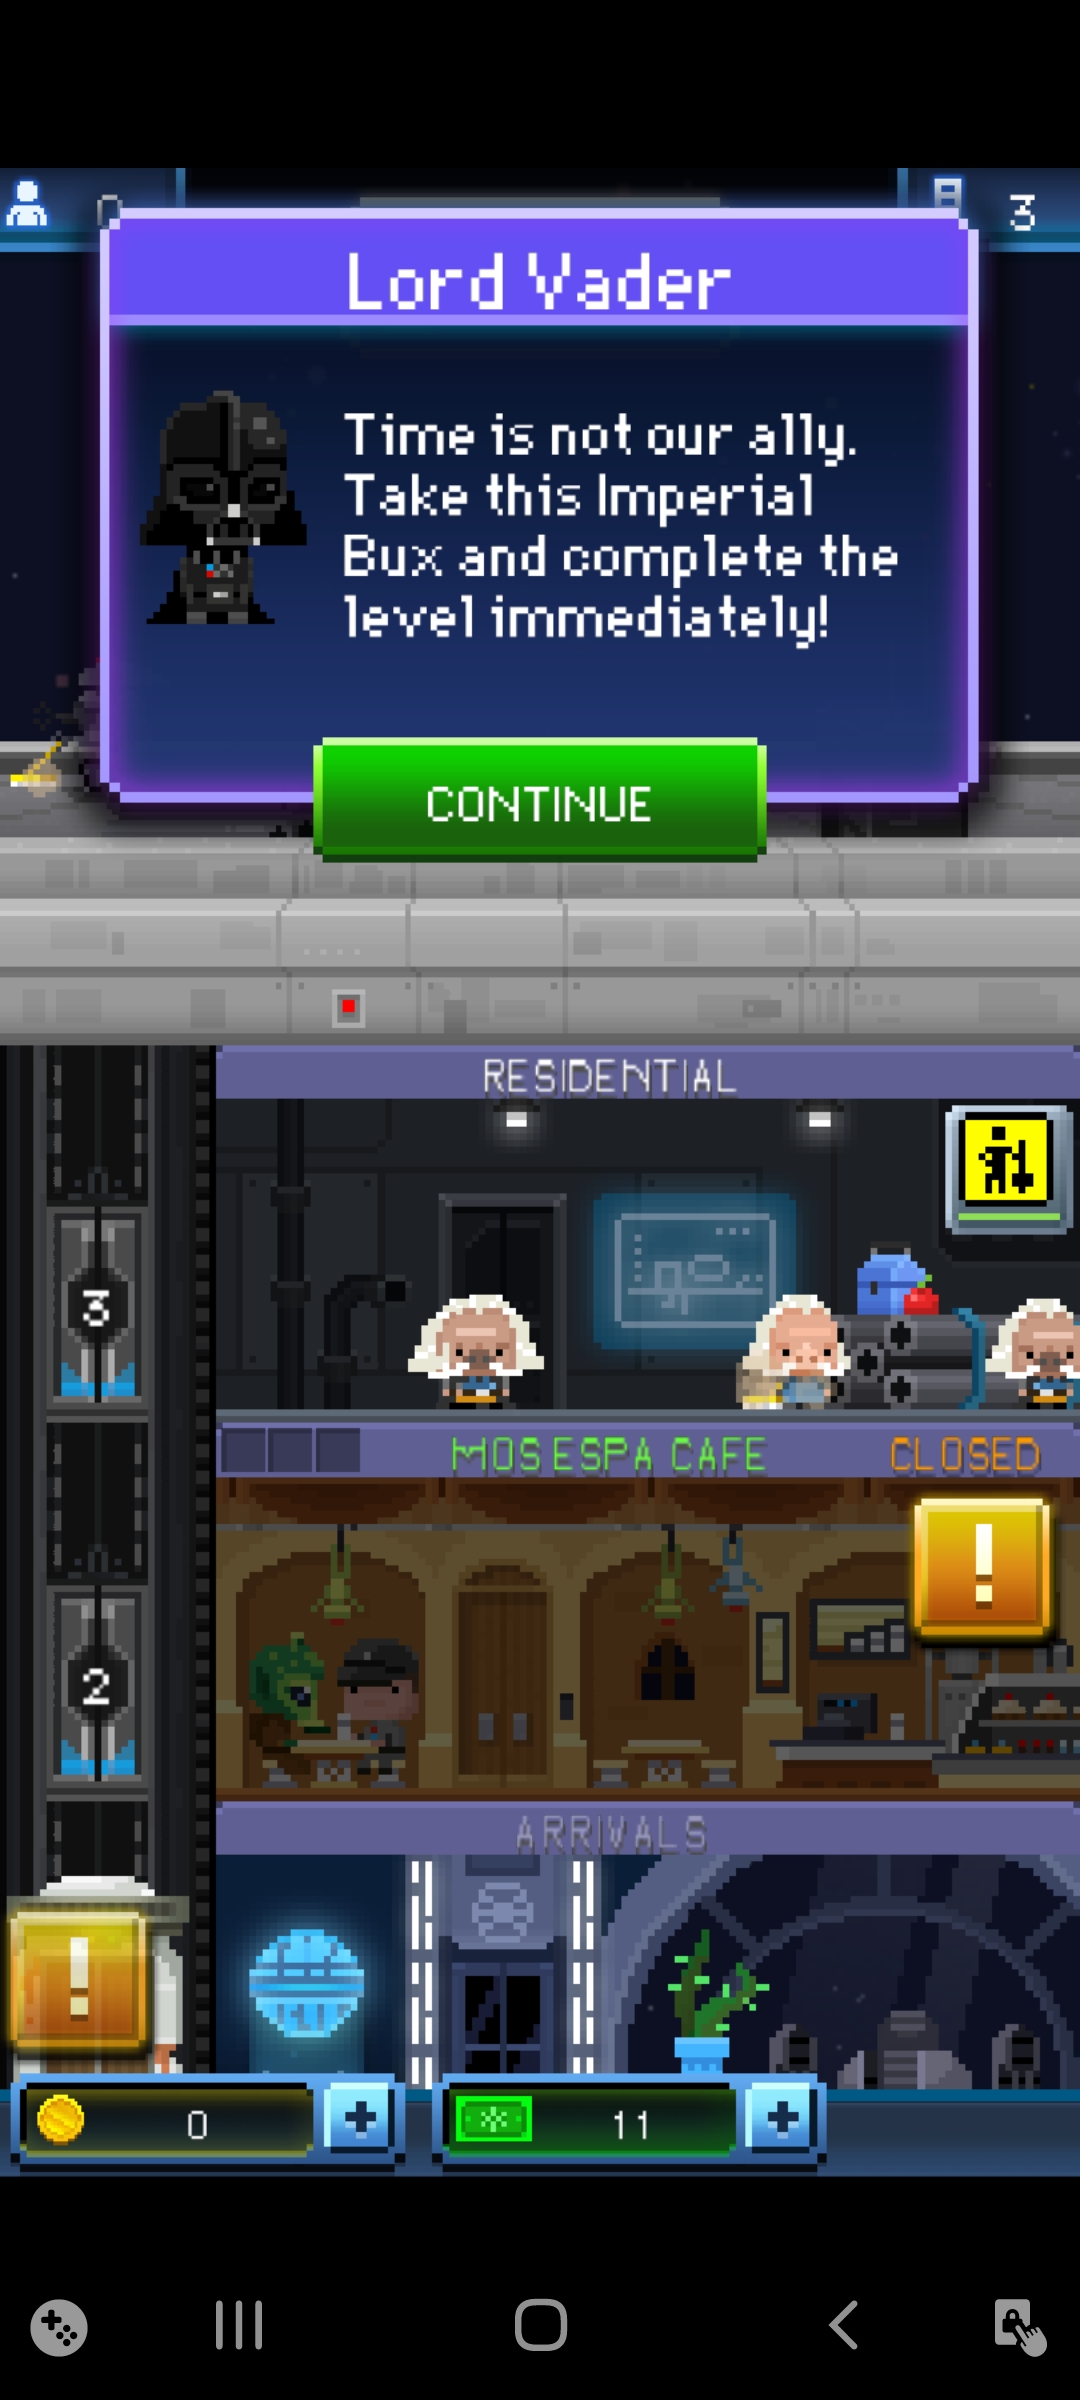 0
3
Lord Vader
Time is not our ally.
Take this Imperial
Bux and complete the
level immediately!
CONTINUE
RESIDENTIAL
3
MOS ESPA CAFE CLOSED
!
2
ARRIVALS
!
0 11